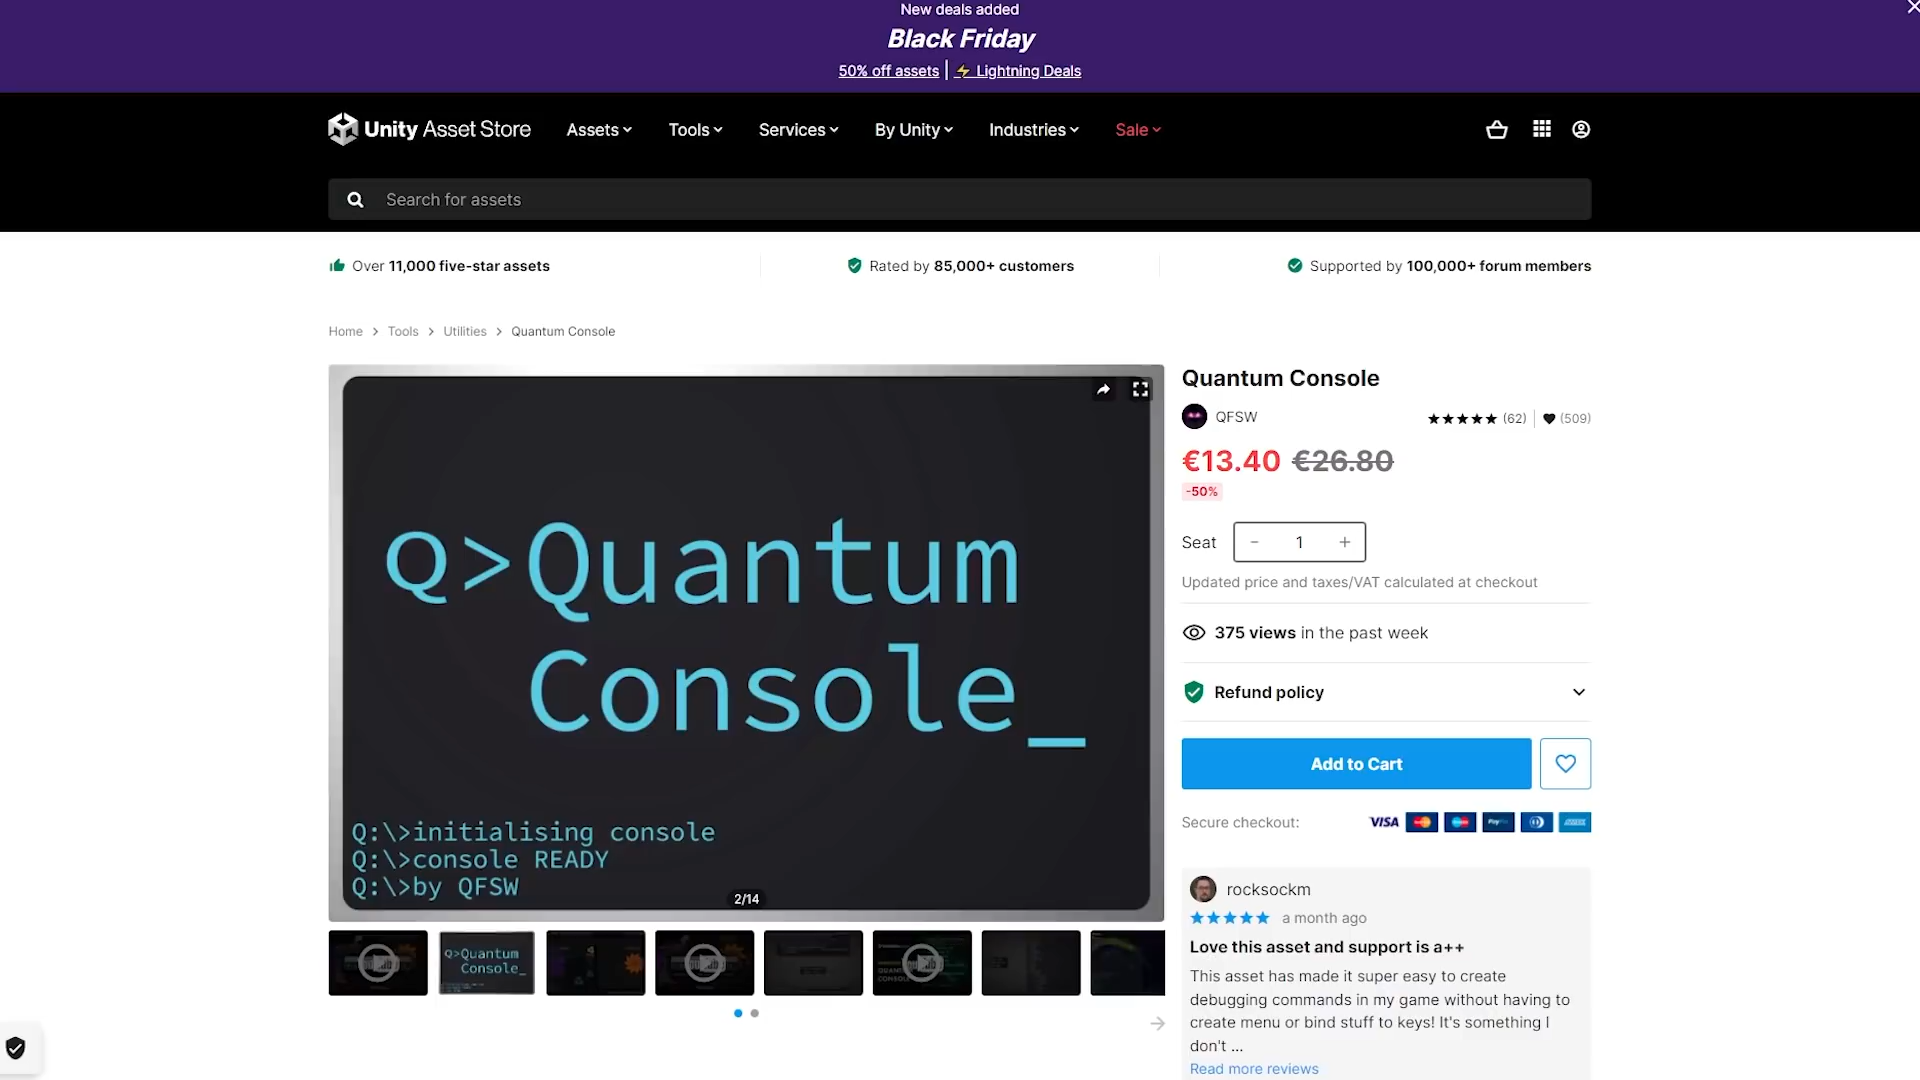 New deals added
Black Friday
50% off assets | Lightning Deals
Unity Asset Store Assets Tools Services By Unity Industries Sale
Search for assets
Over 11,000 five-star assets Rated by 85,000+ customers Supported by 100,000+ forum members
Home > Tools > Utilities > Quantum Console
Q>Quantum
Console_
Q:\>initialising console
Q:\>console READY
Q:\>by QFSW
2/14
Q>Quantum
Console_
Quantum Console
QFSW (62) (509)
€13.40 €26.80
-50%
Seat - 1 +
Updated price and taxes/VAT calculated at checkout
375 views in the past week
Refund policy
Add to Cart
Secure checkout: VISA
rocksockm
a month ago
Love this asset and support is a++
This asset has made it super easy to create
debugging commands in my game without having to
create menu or bind stuff to keys! It's something I
don't ...
Read more reviews